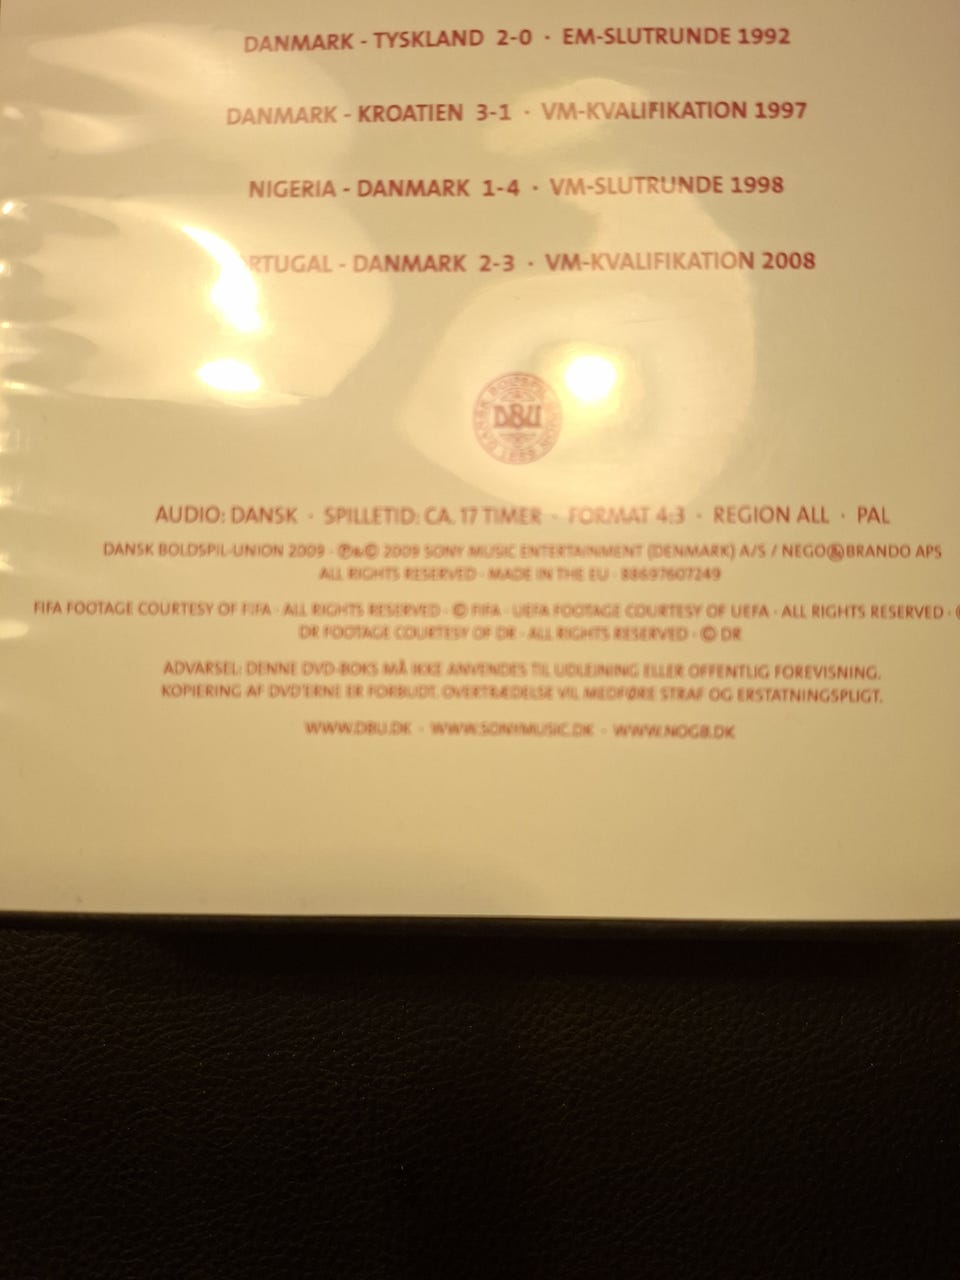 DANMARK - TYSKLAND 2-0 · EM-SLUTRUNDE 1992
DANMARK - KROATIEN 3-1 · VM-KVALIFIKATION 1997
NIGERIA - DANMARK 1-4 · VM-SLUTRUNDE 1998
RTUGAL - DANMARK 2-3 · VM-KVALIFIKATION 2008
DANSK BOLDSPIL
DBU
1889
AUDIO: DANSK · SPILLETID: CA. 17 TIMER · FORMAT 4:3 · REGION ALL · PAL
DANSK BOLDSPIL-UNION 2009 · ℗&© 2009 SONY MUSIC ENTERTAINMENT (DENMARK) A/S / NEGO&BRANDO APS
ALL RIGHTS RESERVED · MADE IN THE EU · 88697607249
FIFA FOOTAGE COURTESY OF FIFA · ALL RIGHTS RESERVED · © FIFA · UEFA FOOTAGE COURTESY OF UEFA · ALL RIGHTS RESERVED ·
DR FOOTAGE COURTESY OF DR · ALL RIGHTS RESERVED · © DR
ADVARSEL: DENNE DVD-BOKS MÅ IKKE ANVENDES TIL UDLEJNING ELLER OFFENTLIG FOREVISNING.
KOPIERING AF DVD'ERNE ER FORBUDT. OVERTRÆDELSE VIL MEDFØRE STRAF OG ERSTATNINGSPLIGT.
WWW.DBU.DK · WWW.SONYMUSIC.DK · WWW.NOGB.DK